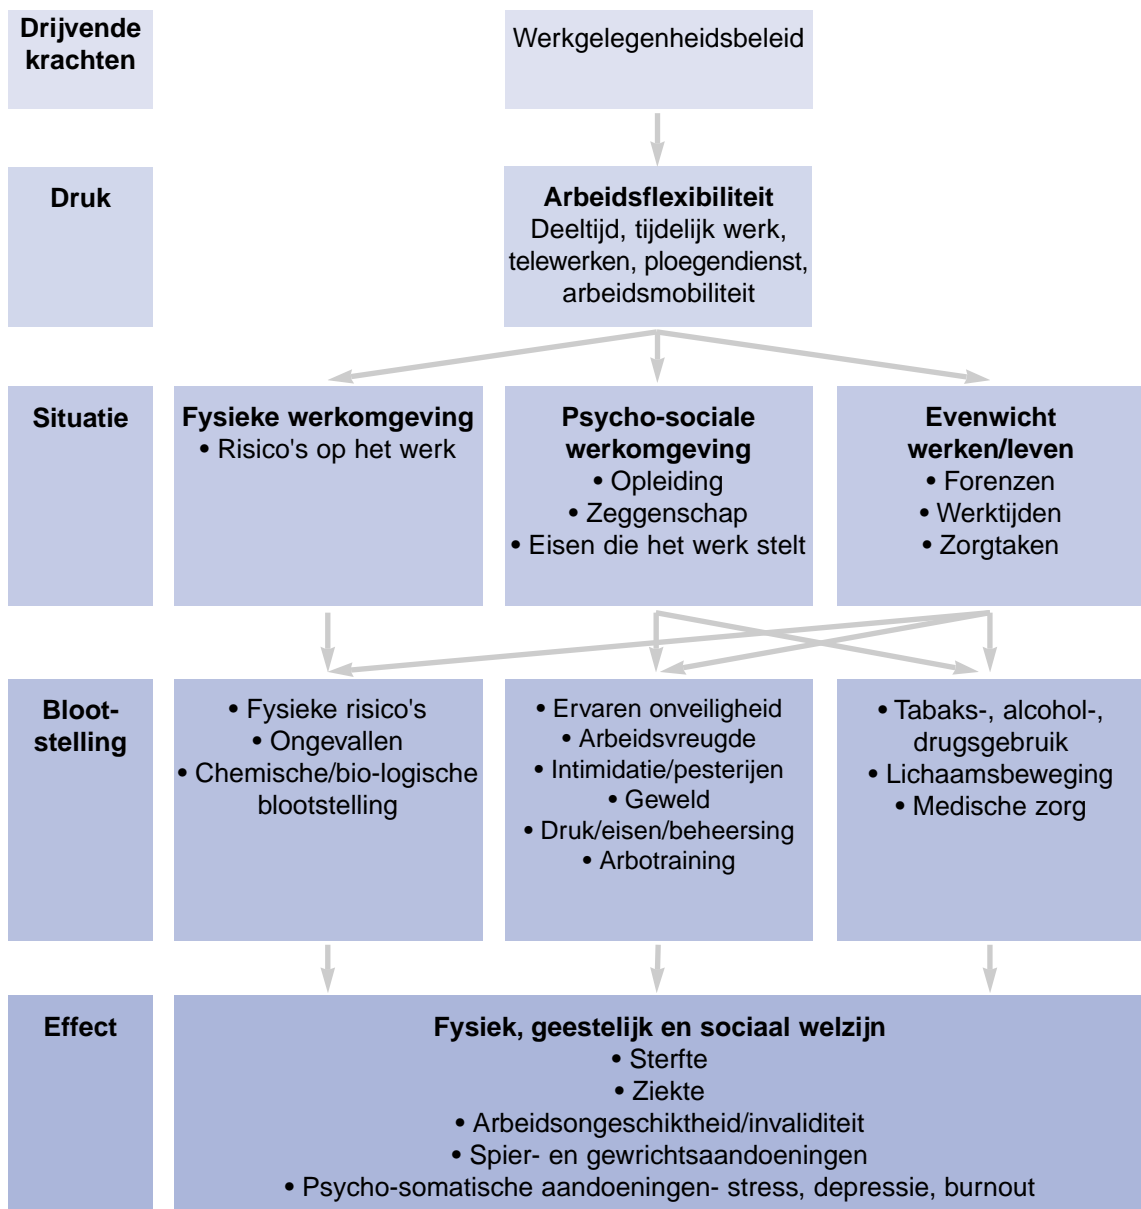 Drijvende
krachten
Werkgelegenheidsbeleid
Druk
Arbeidsflexibiliteit
Deeltijd, tijdelijk werk,
telewerken, ploegendienst,
arbeidsmobiliteit
Situatie
Fysieke werkomgeving
• Risico's op het werk
Psycho-sociale
werkomgeving
• Opleiding
• Zeggenschap
• Eisen die het werk stelt
Evenwicht
werken/leven
• Forenzen
• Werktijden
• Zorgtaken
Bloot-
stelling
• Fysieke risico's
• Ongevallen
• Chemische/bio-logische
blootstelling
• Ervaren onveiligheid
• Arbeidsvreugde
• Intimidatie/pesterijen
• Geweld
• Druk/eisen/beheersing
• Arbotraining
• Tabaks-, alcohol-,
drugsgebruik
• Lichaamsbeweging
• Medische zorg
Effect
Fysiek, geestelijk en sociaal welzijn
• Sterfte
• Ziekte
• Arbeidsongeschiktheid/invaliditeit
• Spier- en gewrichtsaandoeningen
• Psycho-somatische aandoeningen- stress, depressie, burnout